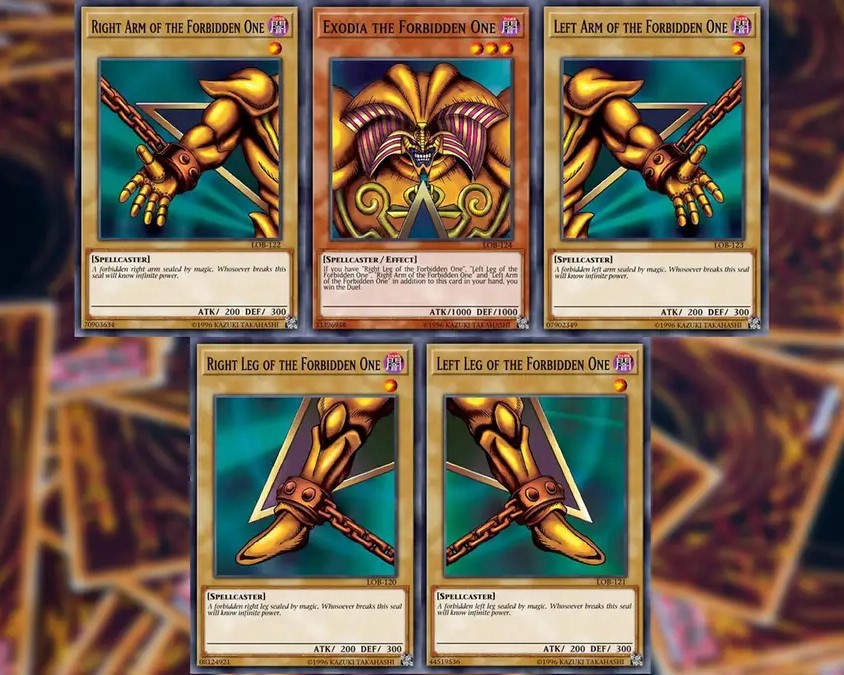 RIGHT ARM OF THE FORBIDDEN ONE
LOB-122
[SPELLCASTER]
A forbidden right arm sealed by magic. Whosoever breaks this
seal will know infinite power.
ATK/ 200 DEF/ 300
70903634 ©1996 KAZUKI TAKAHASHI
EXODIA THE FORBIDDEN ONE
LOB-124
[SPELLCASTER / EFFECT]
If you have "Right Leg of the Forbidden One", "Left Leg of the
Forbidden One", "Right Arm of the Forbidden One" and "Left Arm
of the Forbidden One" in addition to this card in your hand, you
win the Duel.
ATK/1000 DEF/1000
33396948 ©1996 KAZUKI TAKAHASHI
LEFT ARM OF THE FORBIDDEN ONE
LOB-123
[SPELLCASTER]
A forbidden left arm sealed by magic. Whosoever breaks this
seal will know infinite power.
ATK/ 200 DEF/ 300
07902349 ©1996 KAZUKI TAKAHASHI
RIGHT LEG OF THE FORBIDDEN ONE
LOB-120
[SPELLCASTER]
A forbidden right leg sealed by magic. Whosoever breaks this seal
will know infinite power.
ATK/ 200 DEF/ 300
08124921 ©1996 KAZUKI TAKAHASHI
LEFT LEG OF THE FORBIDDEN ONE
LOB-121
[SPELLCASTER]
A forbidden left leg sealed by magic. Whosoever breaks this seal
will know infinite power.
ATK/ 200 DEF/ 300
44519536 ©1996 KAZUKI TAKAHASHI